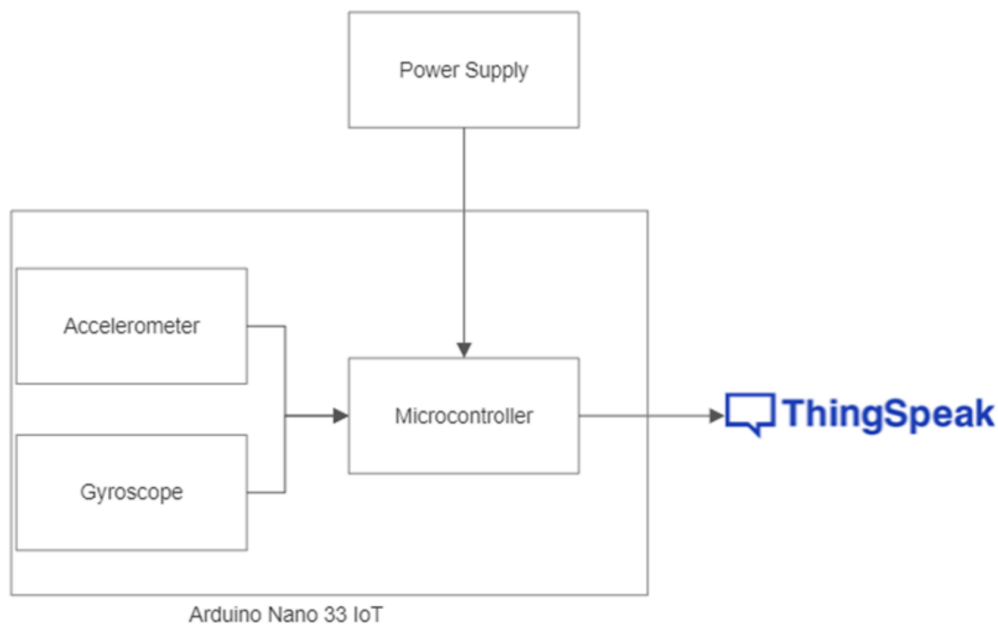 Power Supply
Accelerometer
Microcontroller
ThingSpeak
Gyroscope
Arduino Nano 33 IoT